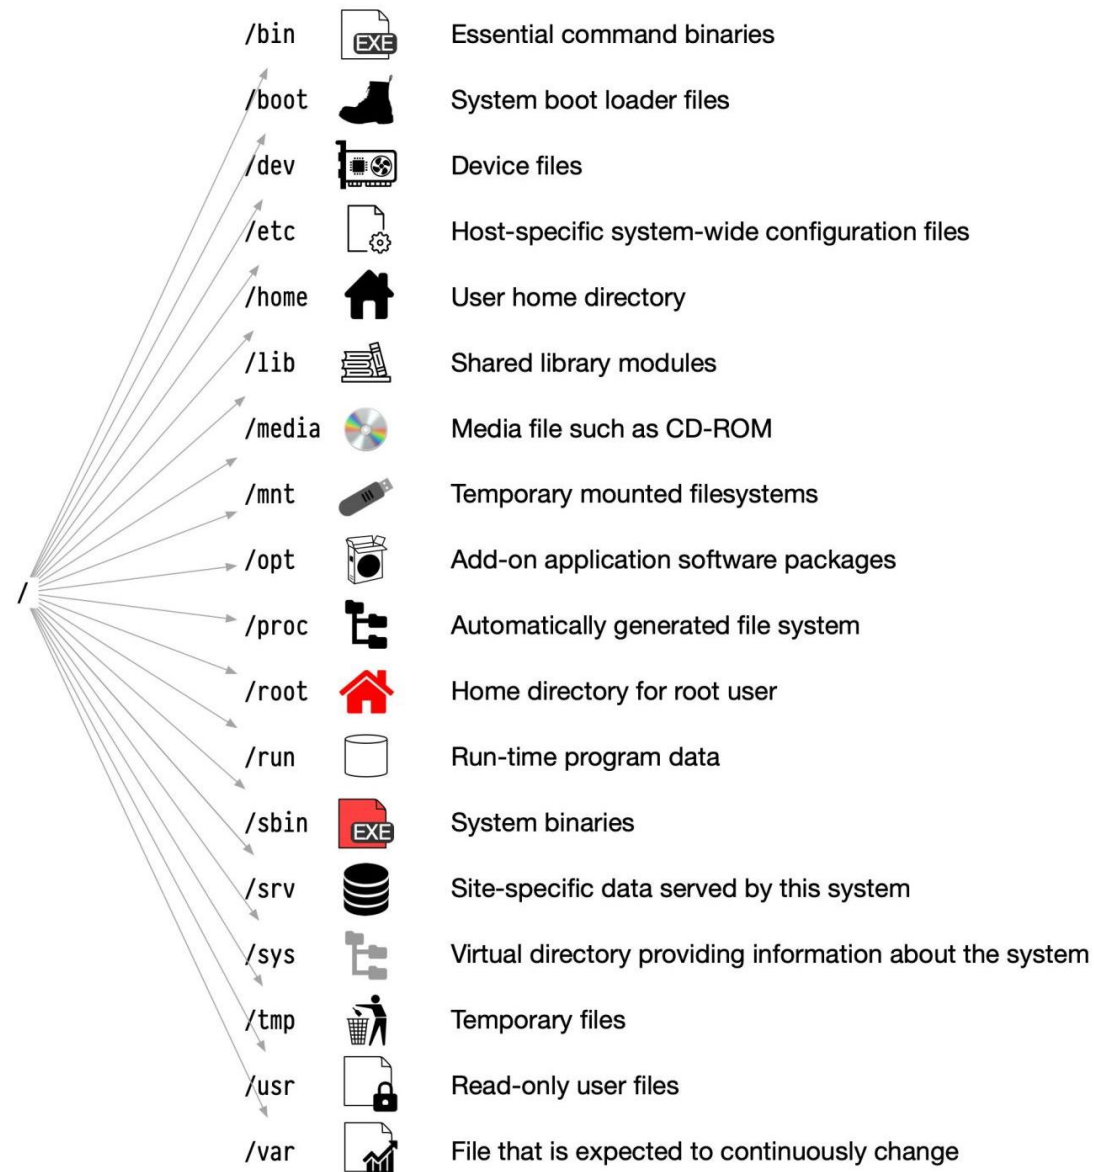 /bin EXE Essential command binaries
/boot System boot loader files
/dev Device files
/etc Host-specific system-wide configuration files
/home User home directory
/lib Shared library modules
/media Media file such as CD-ROM
/mnt Temporary mounted filesystems
/opt Add-on application software packages
/
/proc Automatically generated file system
/root Home directory for root user
/run Run-time program data
/sbin EXE System binaries
/srv Site-specific data served by this system
/sys Virtual directory providing information about the system
/tmp Temporary files
/usr Read-only user files
/var File that is expected to continuously change